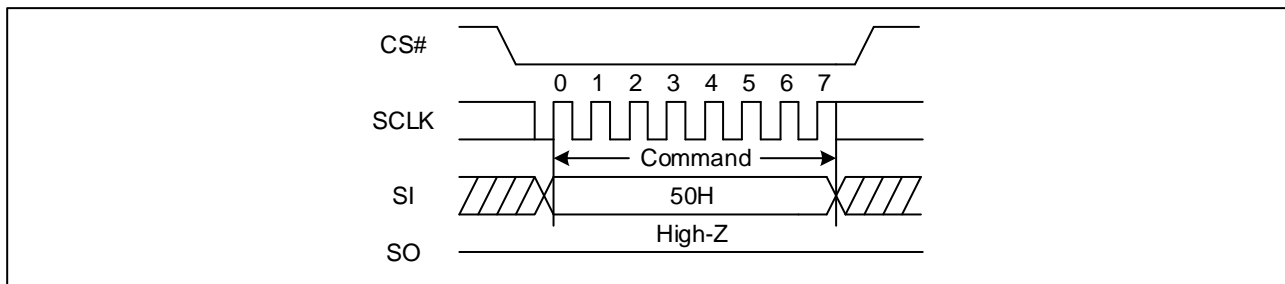 CS#
0 1 2 3 4 5 6 7
SCLK
Command
SI 50H
High-Z
SO